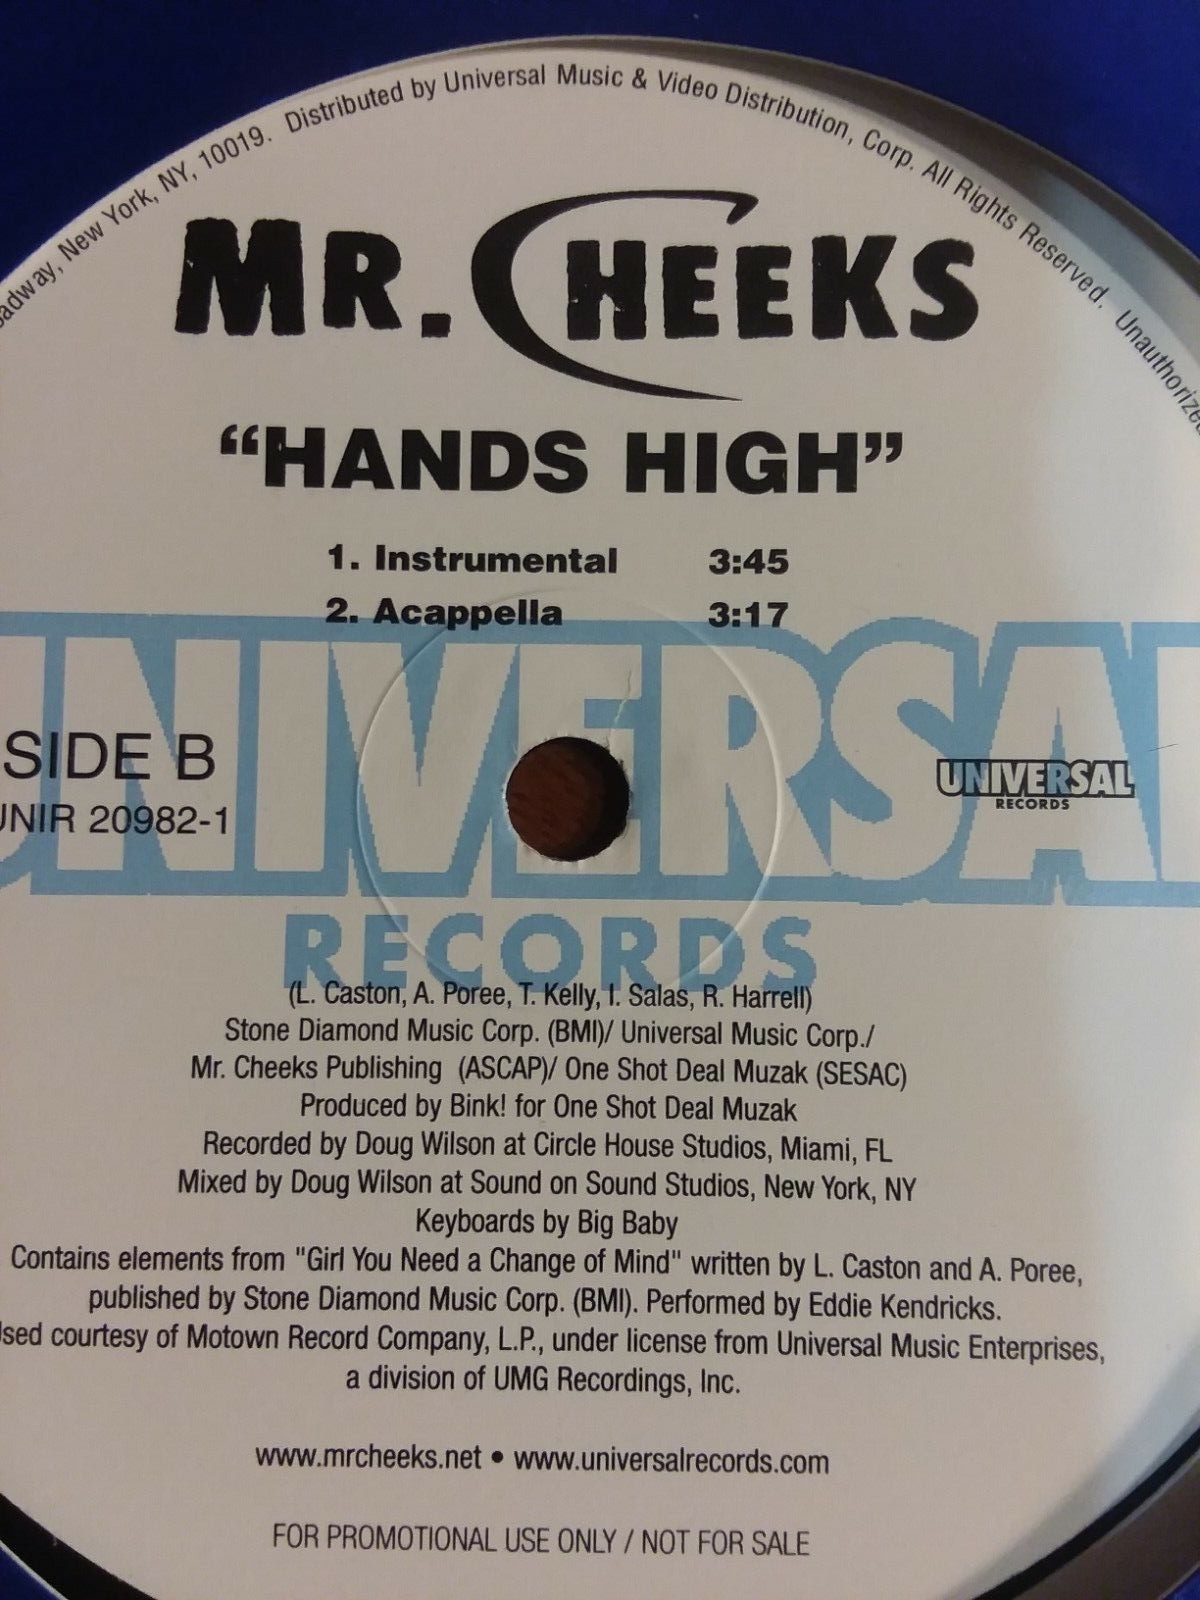 New York, NY, 10019. Distributed by Universal Music & Video Distribution, Corp. All Rights Reserved.
MR. CHEEKS
“HANDS HIGH”
1. Instrumental 3:45
2. Acappella 3:17
UNIVERSAL
RECORDS
SIDE B
UNIR 20982-1
UNIVERSAL
RECORDS
(L. Caston, A. Poree, T. Kelly, I. Salas, R. Harrell)
Stone Diamond Music Corp. (BMI)/ Universal Music Corp./
Mr. Cheeks Publishing (ASCAP)/ One Shot Deal Muzak (SESAC)
Produced by Bink! for One Shot Deal Muzak
Recorded by Doug Wilson at Circle House Studios, Miami, FL
Mixed by Doug Wilson at Sound on Sound Studios, New York, NY
Keyboards by Big Baby
Contains elements from "Girl You Need a Change of Mind" written by L. Caston and A. Poree,
published by Stone Diamond Music Corp. (BMI). Performed by Eddie Kendricks.
Used courtesy of Motown Record Company, L.P., under license from Universal Music Enterprises,
a division of UMG Recordings, Inc.
www.mrcheeks.net • www.universalrecords.com
FOR PROMOTIONAL USE ONLY / NOT FOR SALE